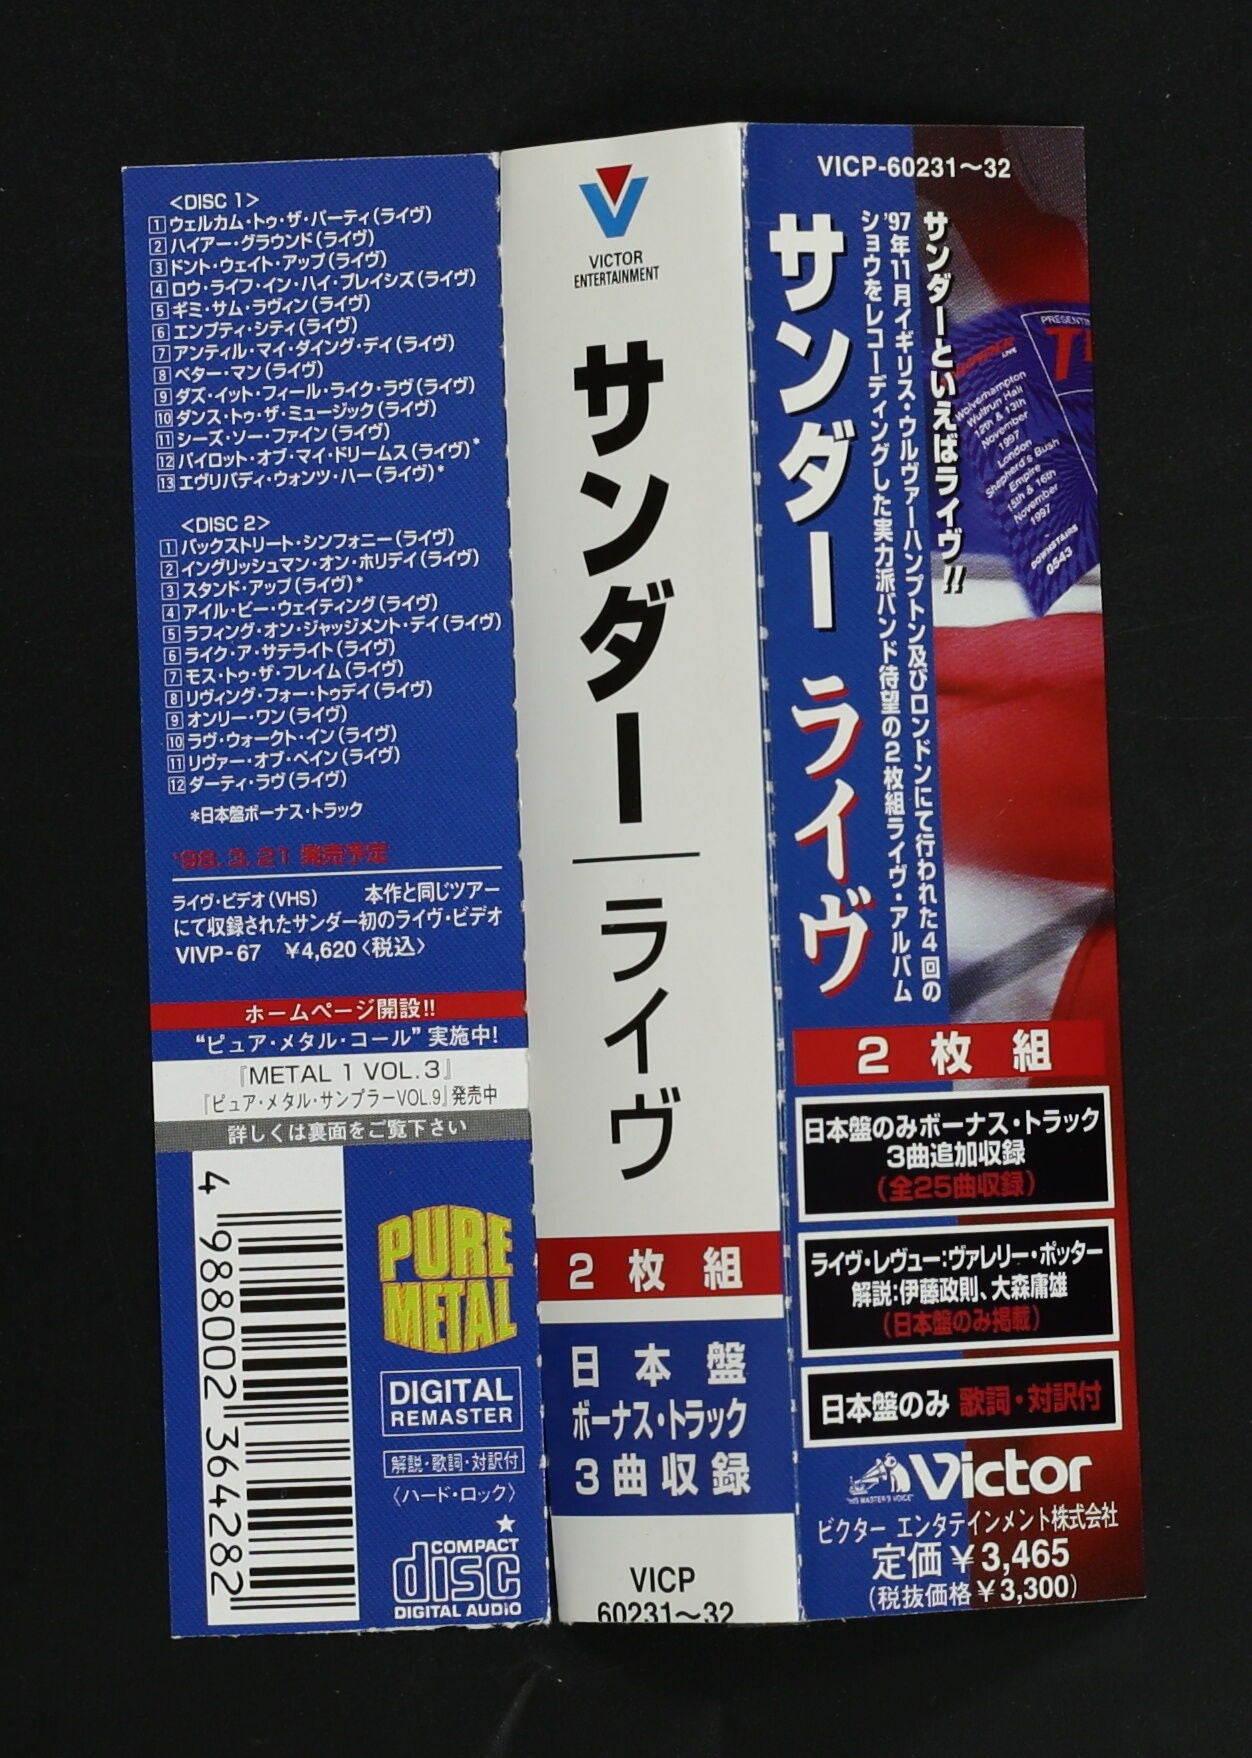 <DISC 1>
1 ウェルカム・トゥ・ザ・パーティ(ライヴ)
2 ハイアー・グラウンド(ライヴ)
3 ドント・ウェイト・アップ(ライヴ)
4 ロウ・ライフ・イン・ハイ・プレイシズ(ライヴ)
5 ギミ・サム・ラヴィン(ライヴ)
6 エンプティ・シティ(ライヴ)
7 アンティル・マイ・ダイング・デイ(ライヴ)
8 ベター・マン(ライヴ)
9 ダズ・イット・フィール・ライク・ラヴ(ライヴ)
10 ダンス・トゥ・ザ・ミュージック(ライヴ)
11 シーズ・ソー・ファイン(ライヴ)
12 パイロット・オブ・マイ・ドリームス(ライヴ)*
13 エヴリバディ・ウォンツ・ハー(ライヴ)*
<DISC 2>
1 バックストリート・シンフォニー(ライヴ)
2 イングリッシュマン・オン・ホリデイ(ライヴ)
3 スタンド・アップ(ライヴ)*
4 アイル・ビー・ウェイティング(ライヴ)
5 ラフィング・オン・ジャッジメント・デイ(ライヴ)
6 ライク・ア・サテライト(ライヴ)
7 モス・トゥ・ザ・フレイム(ライヴ)
8 リヴィング・フォー・トゥデイ(ライヴ)
9 オンリー・ワン(ライヴ)
10 ラヴ・ウォークト・イン(ライヴ)
11 リヴァー・オブ・ペイン(ライヴ)
12 ダーティ・ラヴ(ライヴ)
*日本盤ボーナス・トラック
'98.3.21 発売予定
ライヴ・ビデオ(VHS) 本作と同じツアー
にて収録されたサンダー初のライヴ・ビデオ
VIVP-67 ¥4,620〈税込〉
ホームページ開設!!
"ピュア・メタル・コール"実施中!
『METAL 1 VOL.3』
『ピュア・メタル・サンプラーVOL.9』発売中
詳しくは裏面をご覧下さい
4 988002 364282
PURE
METAL
DIGITAL
REMASTER
解説・歌詞・対訳付
〈ハード・ロック〉
★
COMPACT
disc
DIGITAL AUDIO
VICTOR
ENTERTAINMENT
サンダー
ライヴ
2枚組
日本盤
ボーナス・トラック
3曲収録
VICP
60231〜32
VICP-60231〜32
サンダーといえばライヴ!!
'97年11月イギリス・ウルヴァーハンプトン及びロンドンにて行われた4回の
ショウをレコーディングした実力派バンド待望の2枚組ライヴ・アルバム
サンダー ライヴ
LIVE
Wolverhampton
Wulfrun Hall
12th & 13th
November
1997
London
Shepherd's Bush
Empire
15th & 16th
November
1997
DOWNSTAIRS
0543
2枚組
日本盤のみボーナス・トラック
3曲追加収録
(全25曲収録)
ライヴ・レヴュー:ヴァレリー・ポッター
解説:伊藤政則、大森庸雄
(日本盤のみ掲載)
日本盤のみ 歌詞・対訳付
"HIS MASTER'S VOICE"
Victor
ビクター エンタテインメント株式会社
定価¥3,465
(税抜価格¥3,300)